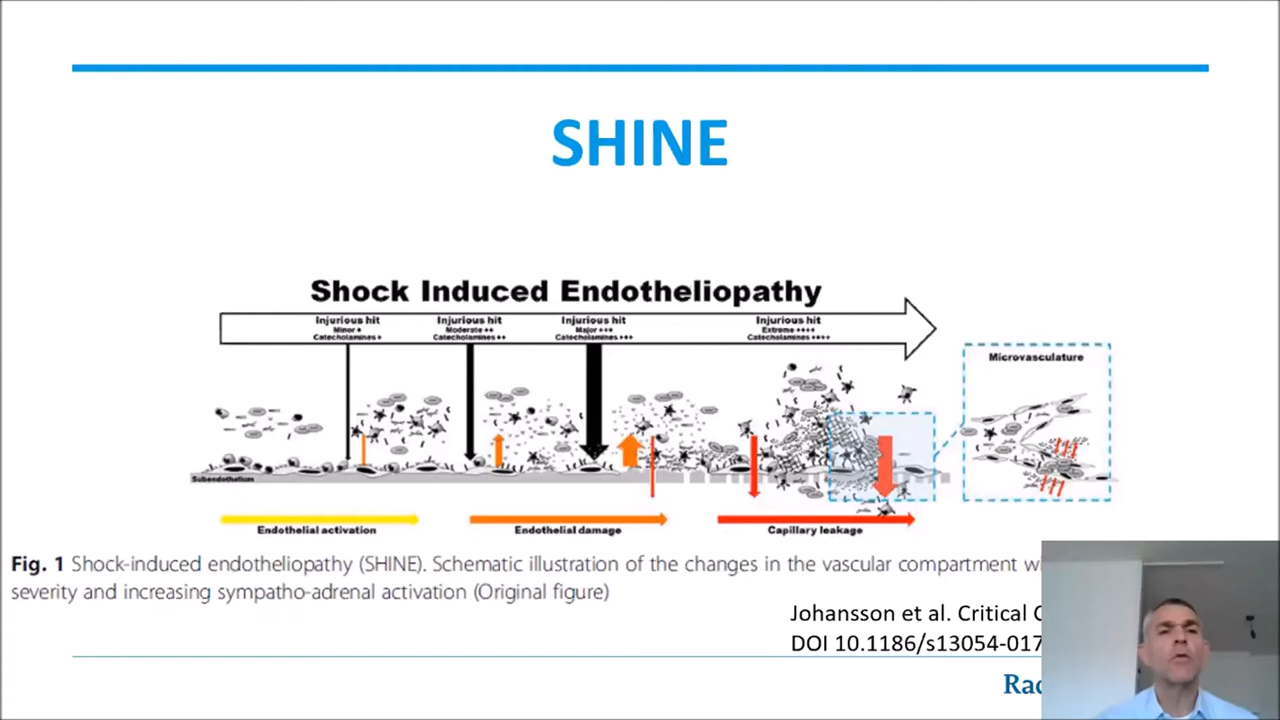 SHINE
Shock Induced Endotheliopathy
Injurious hit
Minor +
Catecholamines +
Injurious hit
Moderate ++
Catecholamines ++
Injurious hit
Major +++
Catecholamines +++
Injurious hit
Extreme ++++
Catecholamines ++++
Microvasculature
Subendothelium
Endothelial activation
Endothelial damage
Capillary leakage
Fig. 1 Shock-induced endotheliopathy (SHINE). Schematic illustration of the changes in the vascular compartment
severity and increasing sympatho-adrenal activation (Original figure)
Johansson et al. Critical
DOI 10.1186/s13054-017